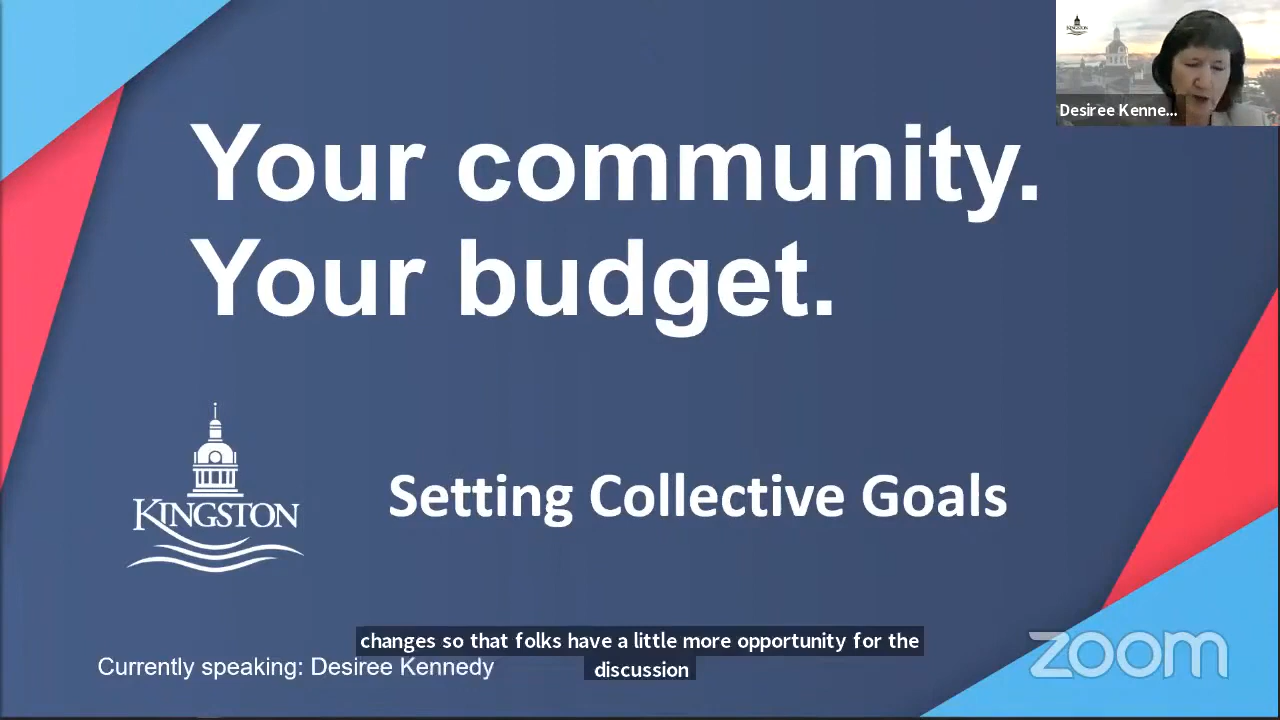 Your community.
Your budget.
KINGSTON
Desiree Kenne...
KINGSTON
Setting Collective Goals
changes so that folks have a little more opportunity for the
discussion
Currently speaking: Desiree Kennedy
zoom